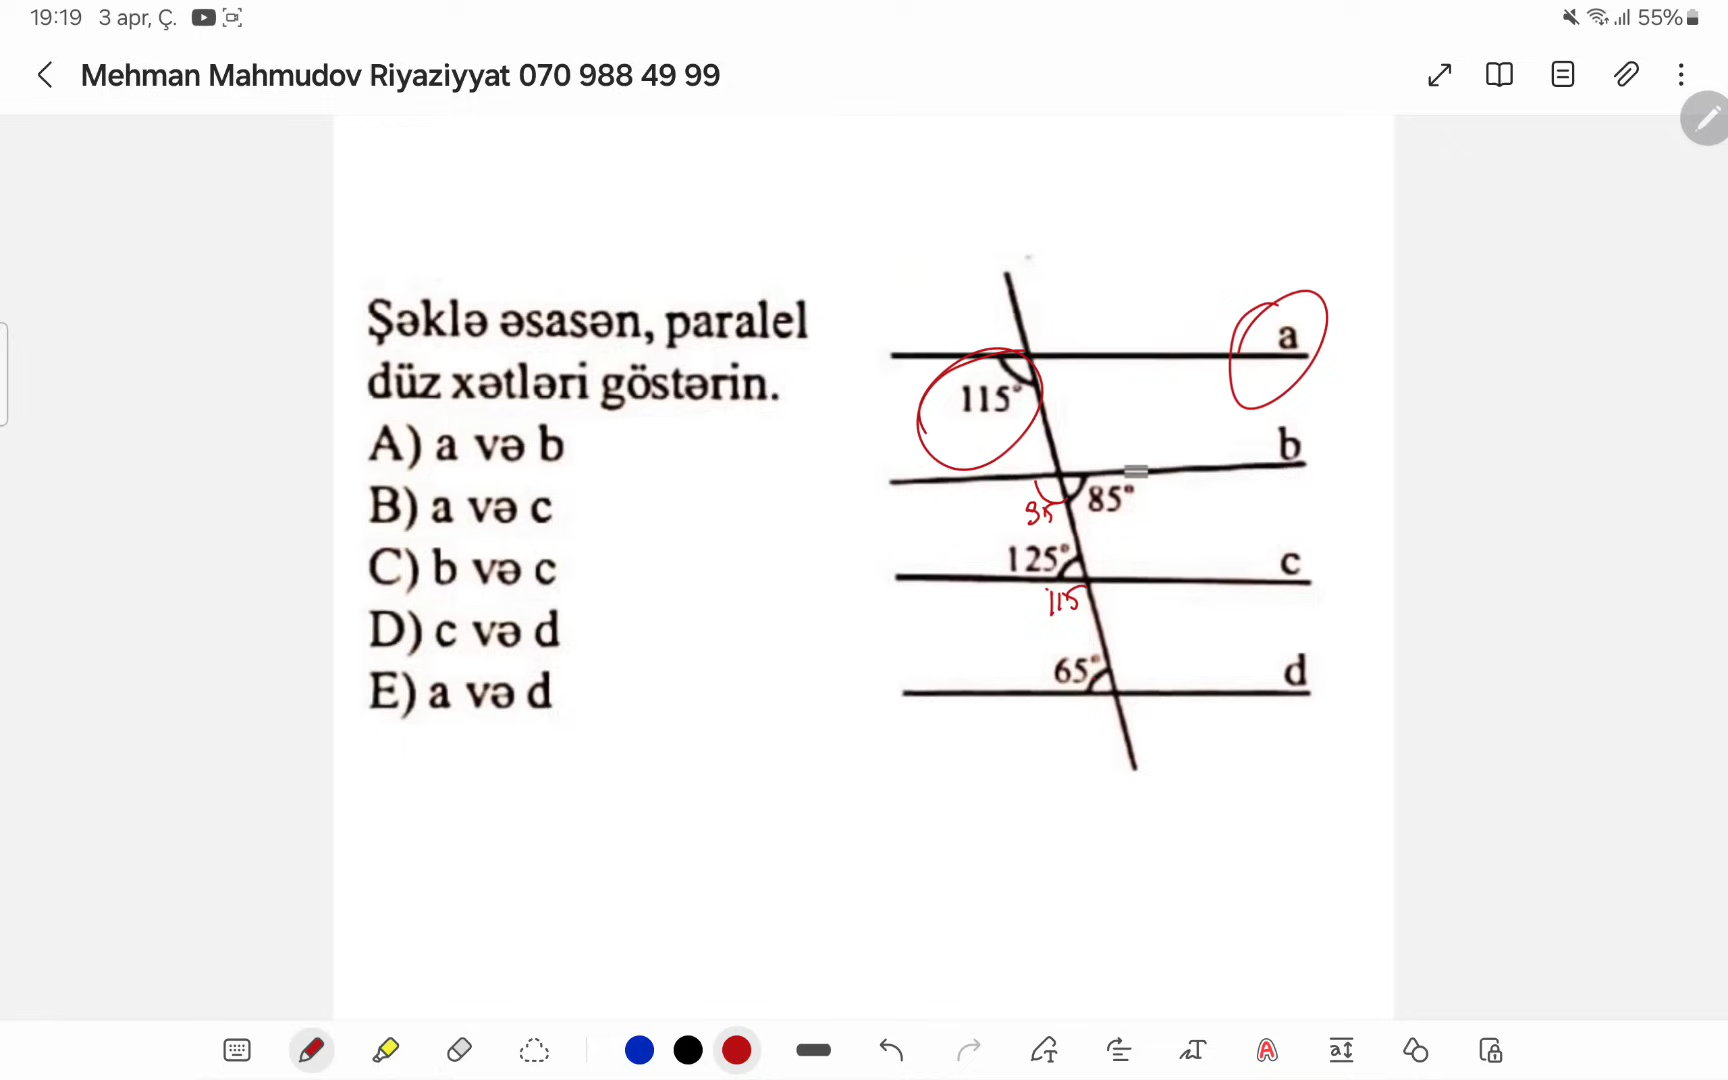 19:19 3 apr, Ç. 55%
Mehman Mahmudov Riyaziyyat 070 988 49 99
Şəklə əsasən, paralel
düz xətləri göstərin.
A) a və b
B) a və c
C) b və c
D) c və d
E) a və d
a
115°
b
85°
95
125°
c
115
65°
d